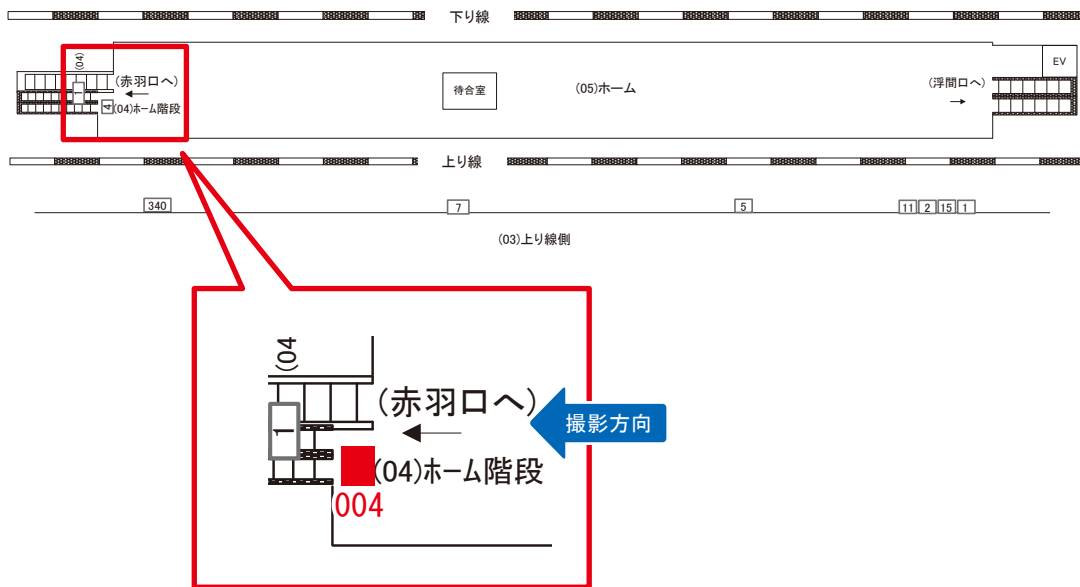 下り線
(04)
1
(赤羽口へ)
4
(04)ホーム階段
待合室
(05)ホーム
(浮間口へ)
EV
上り線
340
7
5
11
2
15
1
(03)上り線側
(04
1
(赤羽口へ)
撮影方向
(04)ホーム階段
004